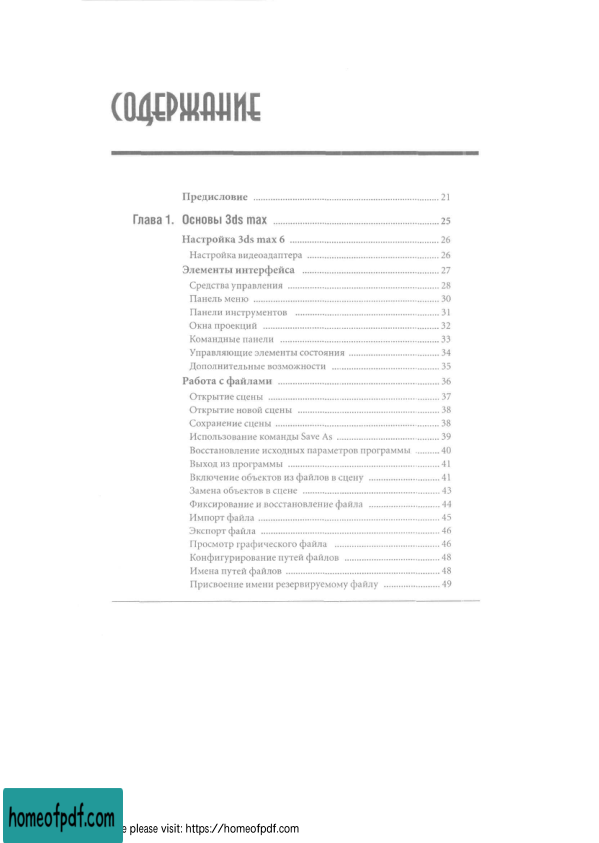 СОДЕРЖАНИЕ
Предисловие 21
Глава 1. Основы 3ds max 25
Настройка 3ds max 6 26
Настройка видеоадаптера 26
Элементы интерфейса 27
Средства управления 28
Панель меню 30
Панели инструментов 31
Окна проекций 32
Командные панели 33
Управляющие элементы состояния 34
Дополнительные возможности 35
Работа с файлами 36
Открытие сцены 37
Открытие новой сцены 38
Сохранение сцены 38
Использование команды Save As 39
Восстановление исходных параметров программы 40
Выход из программы 41
Включение объектов из файлов в сцену 41
Замена объектов в сцене 43
Фиксирование и восстановление файла 44
Импорт файла 45
Экспорт файла 46
Просмотр графического файла 46
Конфигурирование путей файлов 48
Имена путей файлов 48
Присвоение имени резервируемому файлу 49
homeofpdf.com
e please visit: https://homeofpdf.com